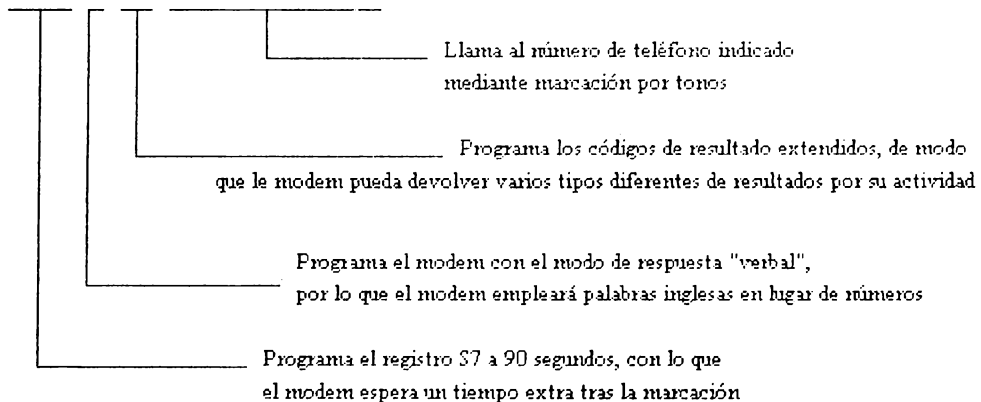 Llama al número de teléfono indicado
mediante marcación por tonos
Programa los códigos de resultado extendidos, de modo
que le modem pueda devolver varios tipos diferentes de resultados por su actividad
Programa el modem con el modo de respuesta "verbal",
por lo que el modem empleará palabras inglesas en lugar de números
Programa el registro S7 a 90 segundos, con lo que
el modem espera un tiempo extra tras la marcación